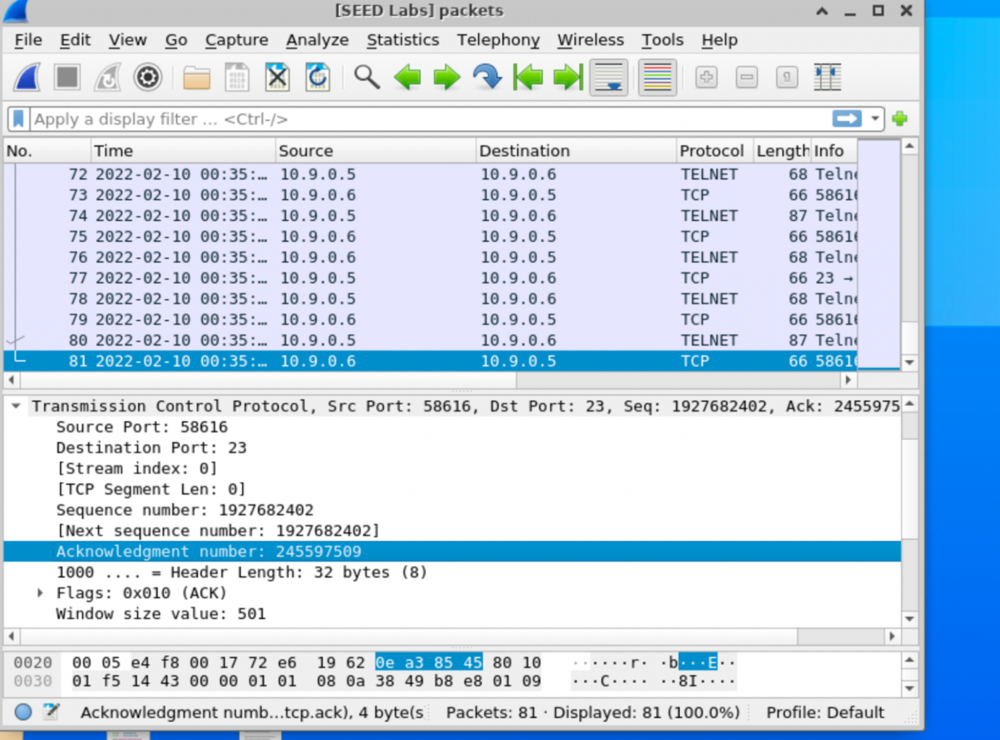 [SEED Labs] packets
File Edit View Go Capture Analyze Statistics Telephony Wireless Tools Help
Apply a display filter … <Ctrl-/>
No. Time Source Destination Protocol Length Info
72 2022-02-10 00:35:… 10.9.0.5 10.9.0.6 TELNET 68 Telne
73 2022-02-10 00:35:… 10.9.0.6 10.9.0.5 TCP 66 58616
74 2022-02-10 00:35:… 10.9.0.5 10.9.0.6 TELNET 87 Telne
75 2022-02-10 00:35:… 10.9.0.6 10.9.0.5 TCP 66 58616
76 2022-02-10 00:35:… 10.9.0.6 10.9.0.5 TELNET 68 Telne
77 2022-02-10 00:35:… 10.9.0.5 10.9.0.6 TCP 66 23 →
78 2022-02-10 00:35:… 10.9.0.5 10.9.0.6 TELNET 68 Telne
79 2022-02-10 00:35:… 10.9.0.6 10.9.0.5 TCP 66 58616
80 2022-02-10 00:35:… 10.9.0.5 10.9.0.6 TELNET 87 Telne
81 2022-02-10 00:35:… 10.9.0.6 10.9.0.5 TCP 66 58616
Transmission Control Protocol, Src Port: 58616, Dst Port: 23, Seq: 1927682402, Ack: 2455975
Source Port: 58616
Destination Port: 23
[Stream index: 0]
[TCP Segment Len: 0]
Sequence number: 1927682402
[Next sequence number: 1927682402]
Acknowledgment number: 245597509
1000 .... = Header Length: 32 bytes (8)
Flags: 0x010 (ACK)
Window size value: 501
0020 00 05 e4 f8 00 17 72 e6 19 62 0e a3 85 45 80 10 ······r· ·b···E··
0030 01 f5 14 43 00 00 01 01 08 0a 38 49 b8 e8 01 09 ···C···· ··8I····
Acknowledgment numb…tcp.ack), 4 byte(s Packets: 81 · Displayed: 81 (100.0%) Profile: Default